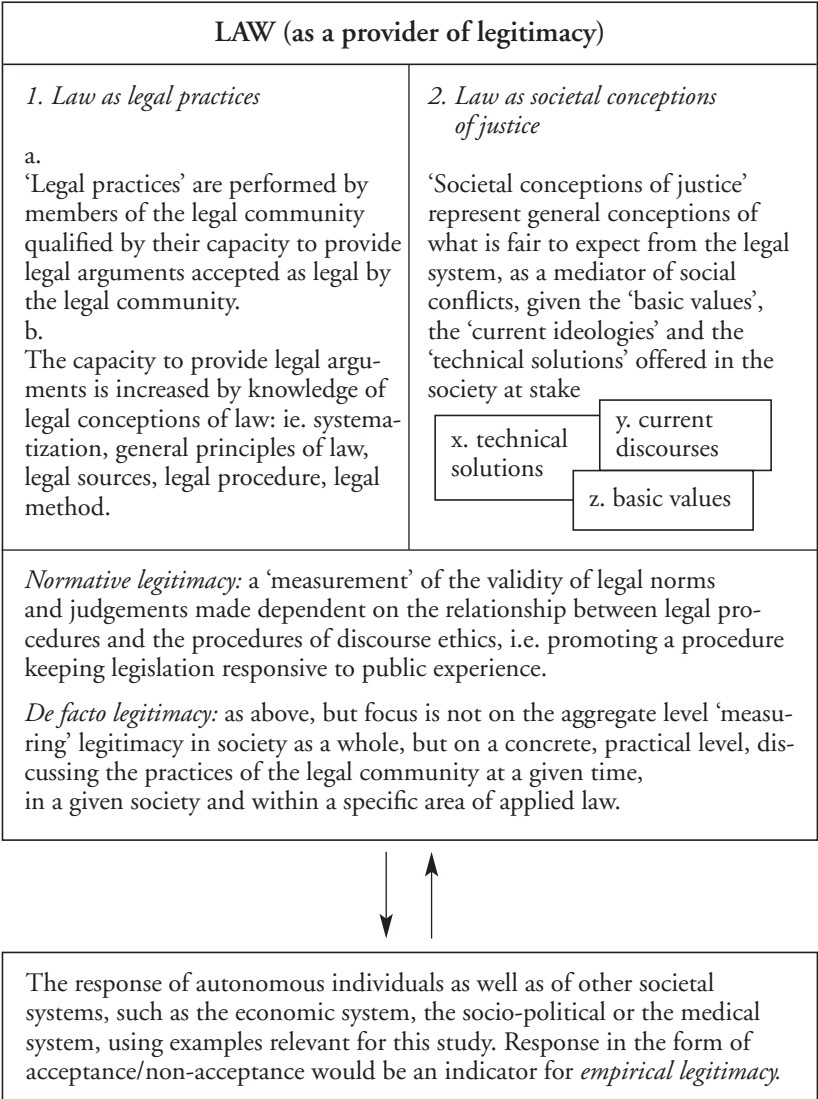 LAW (as a provider of legitimacy)
1. Law as legal practices
a.
‘Legal practices’ are performed by
members of the legal community
qualified by their capacity to provide
legal arguments accepted as legal by
the legal community.
b.
The capacity to provide legal argu-
ments is increased by knowledge of
legal conceptions of law: ie. systema-
tization, general principles of law,
legal sources, legal procedure, legal
method.
2. Law as societal conceptions
of justice
‘Societal conceptions of justice’
represent general conceptions of
what is fair to expect from the legal
system, as a mediator of social
conflicts, given the ‘basic values’,
the ‘current ideologies’ and the
‘technical solutions’ offered in the
society at stake
x. technical
solutions
y. current
discourses
z. basic values
Normative legitimacy: a ‘measurement’ of the validity of legal norms
and judgements made dependent on the relationship between legal pro-
cedures and the procedures of discourse ethics, i.e. promoting a procedure
keeping legislation responsive to public experience.
De facto legitimacy: as above, but focus is not on the aggregate level ‘measu-
ring’ legitimacy in society as a whole, but on a concrete, practical level, dis-
cussing the practices of the legal community at a given time,
in a given society and within a specific area of applied law.
The response of autonomous individuals as well as of other societal
systems, such as the economic system, the socio-political or the medical
system, using examples relevant for this study. Response in the form of
acceptance/non-acceptance would be an indicator for empirical legitimacy.